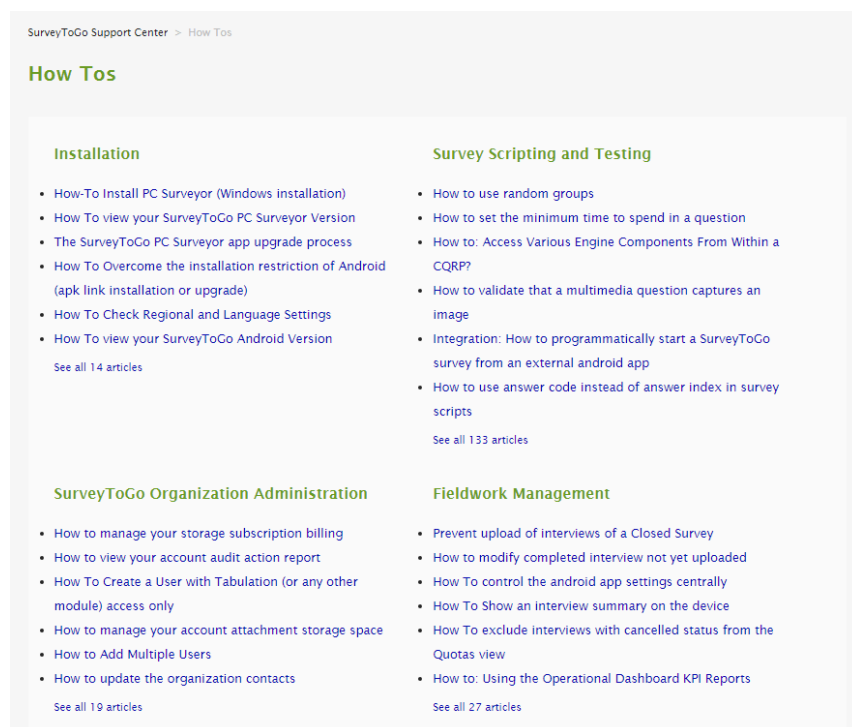 SurveyToGo Support Center > How Tos
How Tos
Installation
• How-To Install PC Surveyor (Windows installation)
• How To view your SurveyToGo PC Surveyor Version
• The SurveyToGo PC Surveyor app upgrade process
• How To Overcome the installation restriction of Android
(apk link installation or upgrade)
• How To Check Regional and Language Settings
• How To view your SurveyToGo Android Version
See all 14 articles
Survey Scripting and Testing
• How to use random groups
• How to set the minimum time to spend in a question
• How to: Access Various Engine Components From Within a
CQRP?
• How to validate that a multimedia question captures an
image
• Integration: How to programmatically start a SurveyToGo
survey from an external android app
• How to use answer code instead of answer index in survey
scripts
See all 133 articles
SurveyToGo Organization Administration
• How to manage your storage subscription billing
• How to view your account audit action report
• How To Create a User with Tabulation (or any other
module) access only
• How to manage your account attachment storage space
• How to Add Multiple Users
• How to update the organization contacts
See all 19 articles
Fieldwork Management
• Prevent upload of interviews of a Closed Survey
• How to modify completed interview not yet uploaded
• How To control the android app settings centrally
• How To Show an interview summary on the device
• How To exclude interviews with cancelled status from the
Quotas view
• How to: Using the Operational Dashboard KPI Reports
See all 27 articles